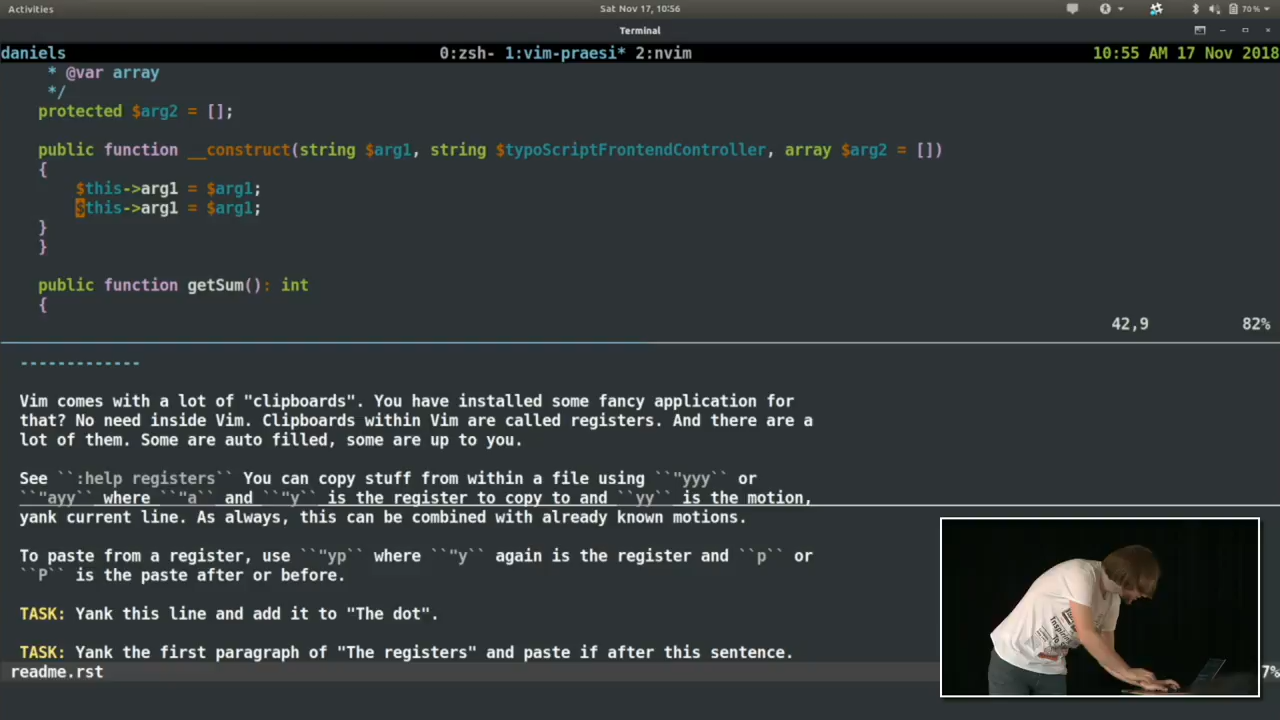 Activities
Sat Nov 17, 10:56
70%
Terminal
daniels 0:zsh- 1:vim-praesi* 2:nvim 10:55 AM 17 Nov 2018
* @var array
*/
protected $arg2 = [];
public function __construct(string $arg1, string $typoScriptFrontendController, array $arg2 = [])
{
$this->arg1 = $arg1;
$this->arg1 = $arg1;
}
}
public function getSum(): int
{
42,9 82%
-------------
Vim comes with a lot of "clipboards". You have installed some fancy application for
that? No need inside Vim. Clipboards within Vim are called registers. And there are a
lot of them. Some are auto filled, some are up to you.
See ``:help registers`` You can copy stuff from within a file using ``"yyy`` or
``"ayy`` where ``"a`` and ``"y`` is the register to copy to and ``yy`` is the motion,
yank current line. As always, this can be combined with already known motions.
To paste from a register, use ``"yp`` where ``"y`` again is the register and ``p`` or
``P`` is the paste after or before.
TASK: Yank this line and add it to "The dot".
TASK: Yank the first paragraph of "The registers" and paste if after this sentence.
readme.rst 7%